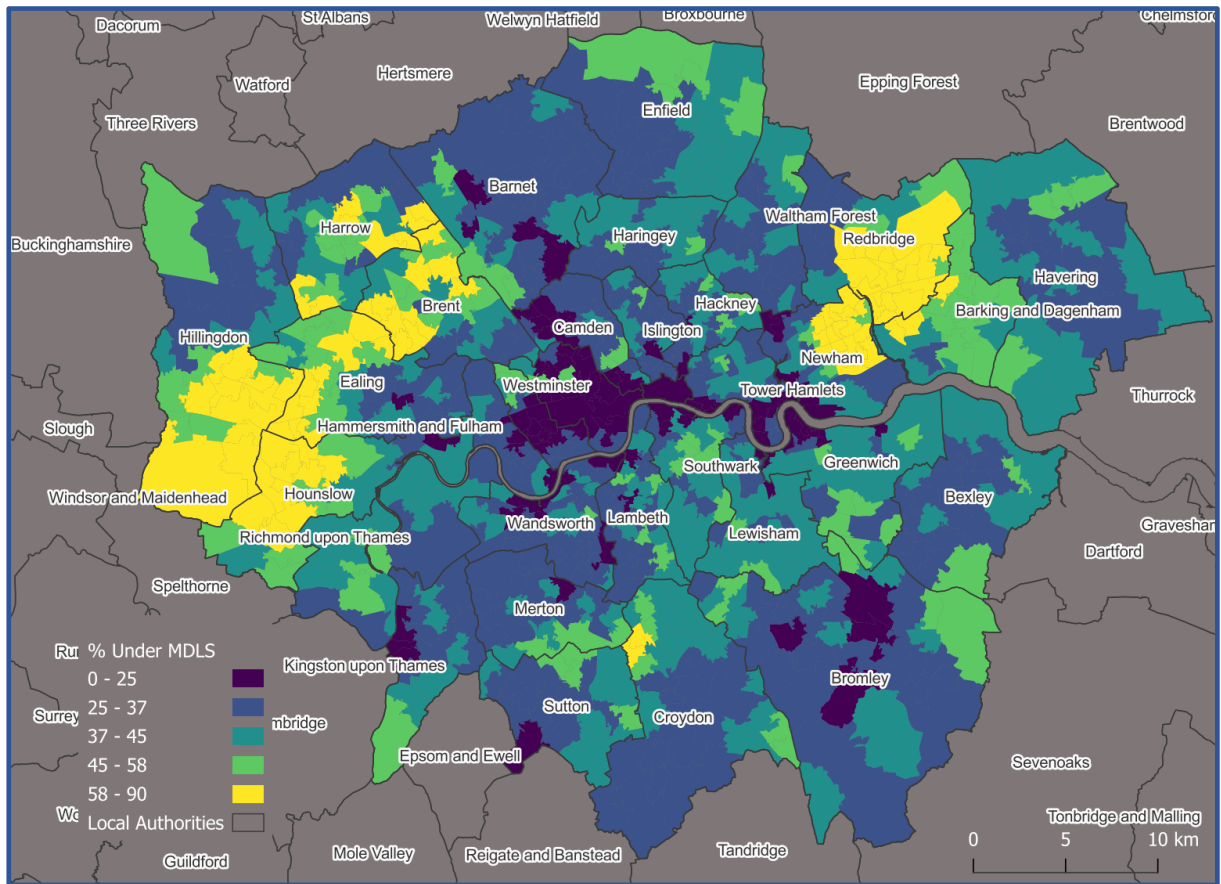 Dacorum
St Albans
Welwyn Hatfield
Broxbourne
Chelmsford
Watford
Hertsmere
Epping Forest
Three Rivers
Enfield
Brentwood
Barnet
Waltham Forest
Harrow
Haringey
Redbridge
Buckinghamshire
Havering
Brent
Hackney
Barking and Dagenham
Camden
Islington
Hillingdon
Newham
Ealing
Westminster
Tower Hamlets
Thurrock
Slough
Hammersmith and Fulham
Southwark
Greenwich
Windsor and Maidenhead
Hounslow
Bexley
Wandsworth
Lambeth
Lewisham
Richmond upon Thames
Gravesham
Dartford
Spelthorne
Merton
Kingston upon Thames
Bromley
Sutton
Croydon
Surrey
mbridge
Epsom and Ewell
Sevenoaks
Tonbridge and Malling
Guildford
Mole Valley
Reigate and Banstead
Tandridge
% Under MDLS
0 - 25
25 - 37
37 - 45
45 - 58
58 - 90
Local Authorities
0 5 10 km